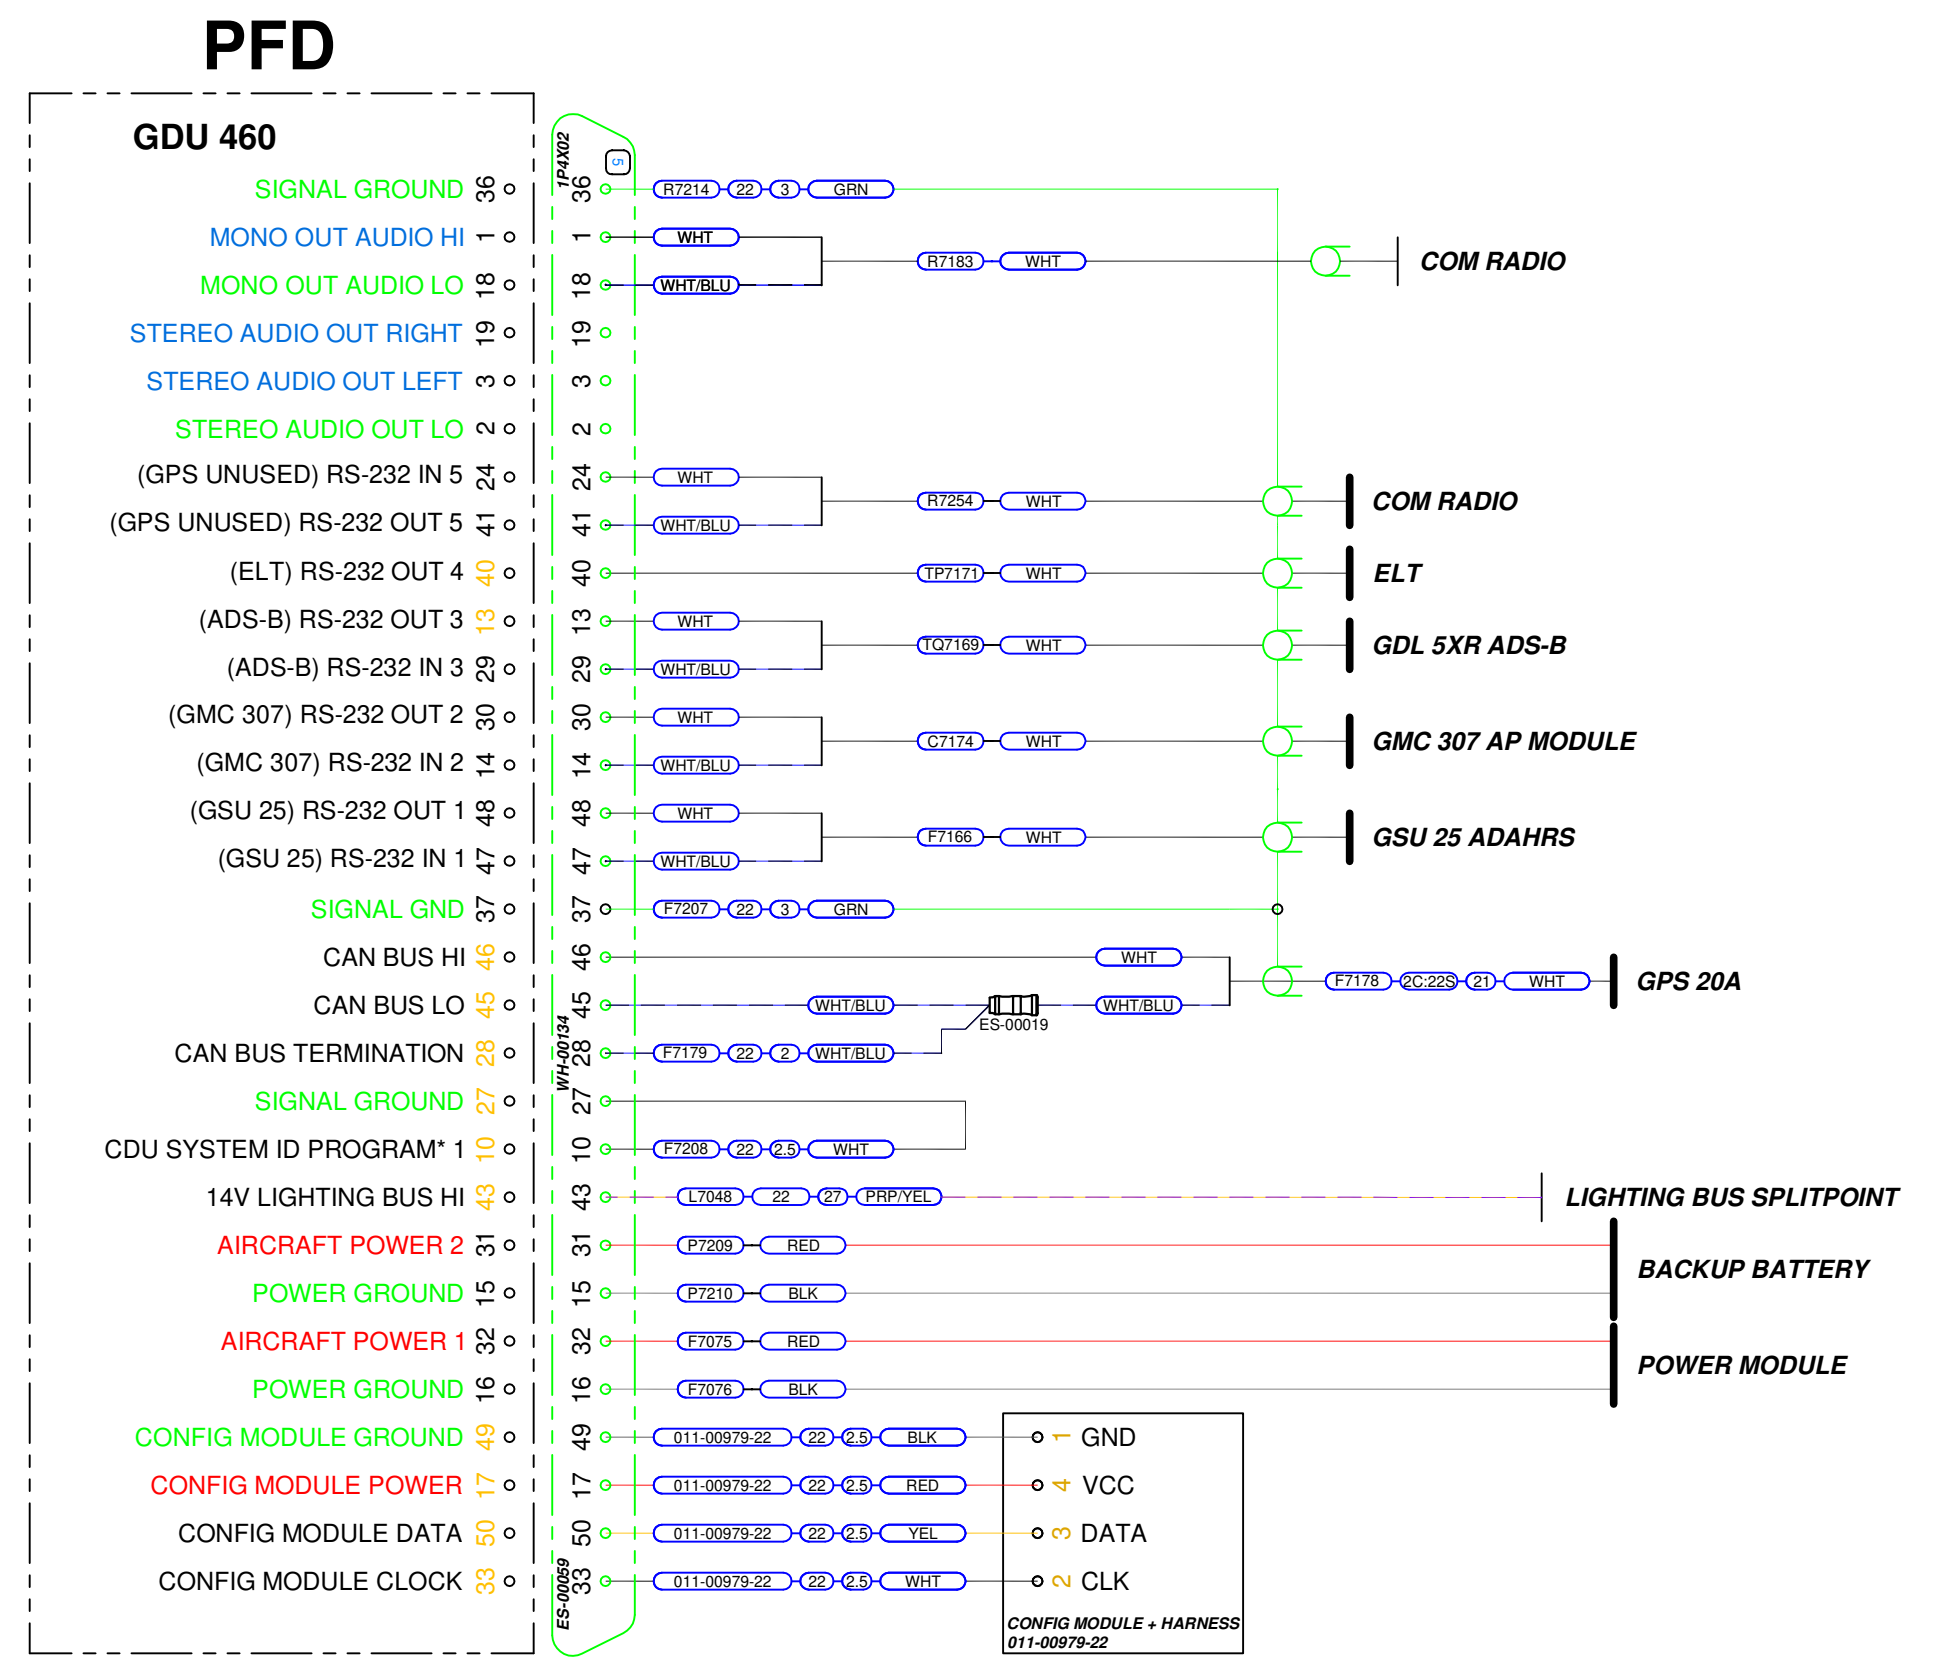 PFD
GDU 460
1P4X02
5
SIGNAL GROUND 36 36 R7214 22 3 GRN
MONO OUT AUDIO HI 1 1 WHT
R7183 WHT COM RADIO
MONO OUT AUDIO LO 18 18 WHT/BLU
STEREO AUDIO OUT RIGHT 19 19
STEREO AUDIO OUT LEFT 3 3
STEREO AUDIO OUT LO 2 2
(GPS UNUSED) RS-232 IN 5 24 24 WHT
R7254 WHT COM RADIO
(GPS UNUSED) RS-232 OUT 5 41 41 WHT/BLU
(ELT) RS-232 OUT 4 40 40 TP7171 WHT ELT
(ADS-B) RS-232 OUT 3 13 13 WHT
TQ7169 WHT GDL 5XR ADS-B
(ADS-B) RS-232 IN 3 29 29 WHT/BLU
(GMC 307) RS-232 OUT 2 30 30 WHT
C7174 WHT GMC 307 AP MODULE
(GMC 307) RS-232 IN 2 14 14 WHT/BLU
(GSU 25) RS-232 OUT 1 48 48 WHT
F7166 WHT GSU 25 ADAHRS
(GSU 25) RS-232 IN 1 47 47 WHT/BLU
SIGNAL GND 37 37 F7207 22 3 GRN
CAN BUS HI 46 46 WHT
F7178 2C:22S 21 WHT GPS 20A
CAN BUS LO 45 45 WHT/BLU WHT/BLU
ES-00019
WH-00134
CAN BUS TERMINATION 28 28 F7179 22 2 WHT/BLU
SIGNAL GROUND 27 27
CDU SYSTEM ID PROGRAM* 1 10 10 F7208 22 2.5 WHT
14V LIGHTING BUS HI 43 43 L7048 22 27 PRP/YEL LIGHTING BUS SPLITPOINT
AIRCRAFT POWER 2 31 31 P7209 RED
BACKUP BATTERY
POWER GROUND 15 15 P7210 BLK
AIRCRAFT POWER 1 32 32 F7075 RED
POWER MODULE
POWER GROUND 16 16 F7076 BLK
CONFIG MODULE GROUND 49 49 011-00979-22 22 2.5 BLK 1 GND
CONFIG MODULE POWER 17 17 011-00979-22 22 2.5 RED 4 VCC
CONFIG MODULE DATA 50 50 011-00979-22 22 2.5 YEL 3 DATA
CONFIG MODULE CLOCK 33 33 011-00979-22 22 2.5 WHT 2 CLK
ES-00059
CONFIG MODULE + HARNESS
011-00979-22